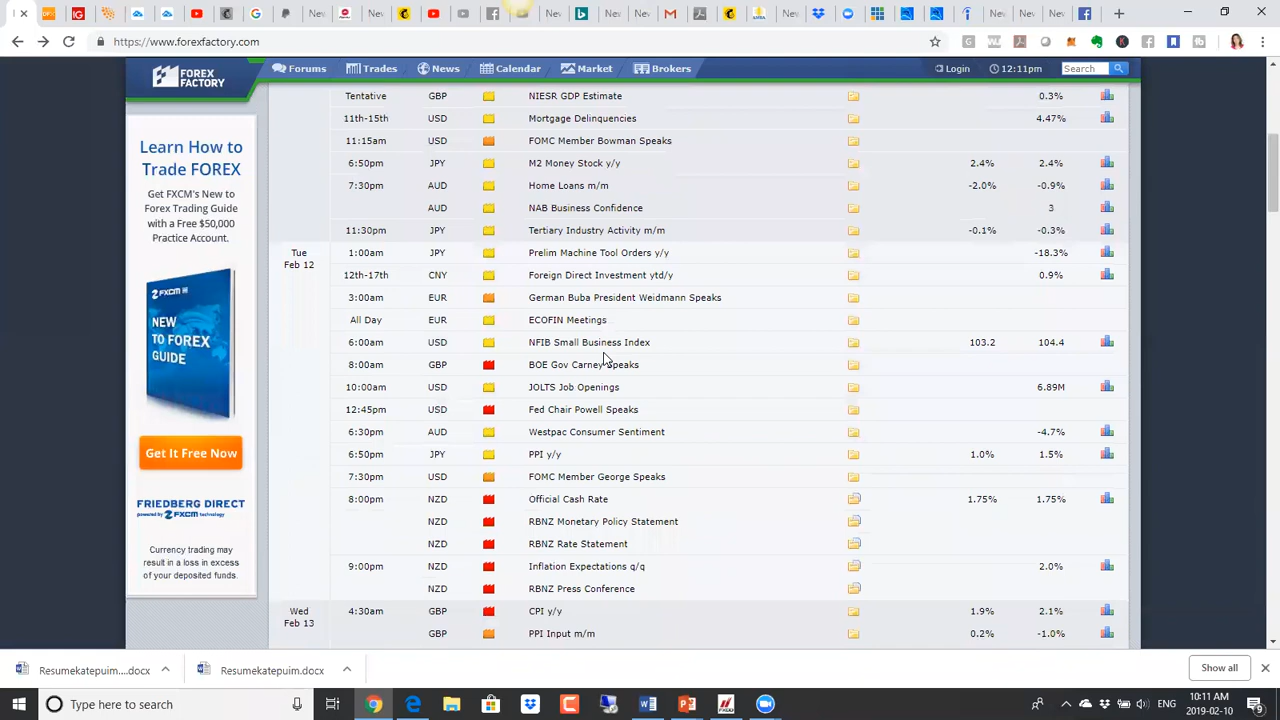 Nev
Nev
Nev
Nev
Nev
Nev
https://www.forexfactory.com
FOREX FACTORY
Forums
Trades
News
Calendar
Market
Brokers
Login
12:11pm
Search
Tentative GBP NIESR GDP Estimate 0.3%
11th-15th USD Mortgage Delinquencies 4.47%
11:15am USD FOMC Member Bowman Speaks
6:50pm JPY M2 Money Stock y/y 2.4% 2.4%
7:30pm AUD Home Loans m/m -2.0% -0.9%
AUD NAB Business Confidence 3
11:30pm JPY Tertiary Industry Activity m/m -0.1% -0.3%
Tue 1:00am JPY Prelim Machine Tool Orders y/y -18.3%
Feb 12
12th-17th CNY Foreign Direct Investment ytd/y 0.9%
3:00am EUR German Buba President Weidmann Speaks
All Day EUR ECOFIN Meetings
6:00am USD NFIB Small Business Index 103.2 104.4
8:00am GBP BOE Gov Carney Speaks
10:00am USD JOLTS Job Openings 6.89M
12:45pm USD Fed Chair Powell Speaks
6:30pm AUD Westpac Consumer Sentiment -4.7%
6:50pm JPY PPI y/y 1.0% 1.5%
7:30pm USD FOMC Member George Speaks
8:00pm NZD Official Cash Rate 1.75% 1.75%
NZD RBNZ Monetary Policy Statement
NZD RBNZ Rate Statement
9:00pm NZD Inflation Expectations q/q 2.0%
NZD RBNZ Press Conference
Wed 4:30am GBP CPI y/y 1.9% 2.1%
Feb 13
GBP PPI Input m/m 0.2% -1.0%
Learn How to
Trade FOREX
Get FXCM's New to
Forex Trading Guide
with a Free $50,000
Practice Account.
FXCM
NEW
TO FOREX
GUIDE
Get It Free Now
FRIEDBERG DIRECT
powered by FXCM technology
Currency trading may
result in a loss in excess
of your deposited funds.
Resumekatepuim....docx
Resumekatepuim.docx
Show all
Type here to search
ENG
10:11 AM
2019-02-10